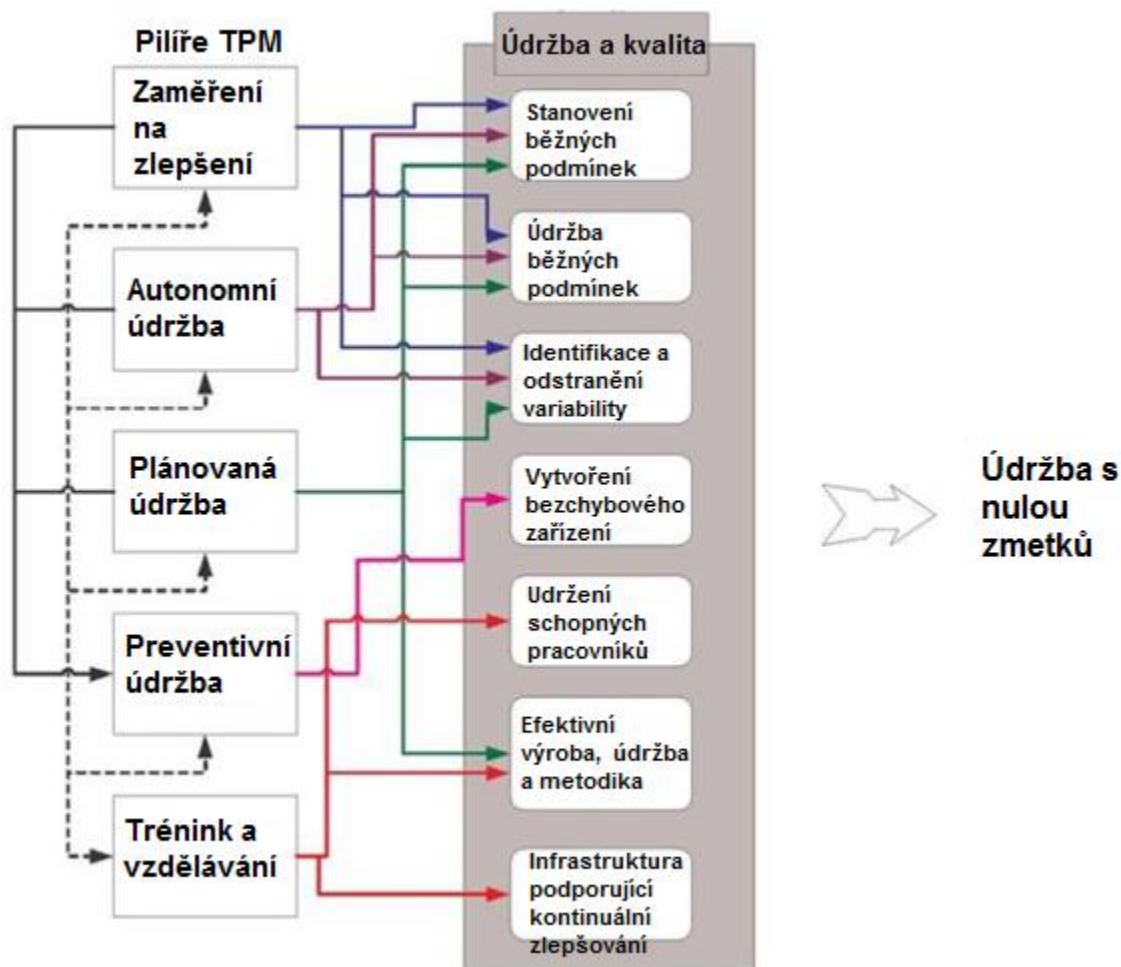 Pilíře TPM
Zaměření
na
zlepšení
Autonomní
údržba
Plánovaná
údržba
Preventivní
údržba
Trénink a
vzdělávání
Údržba a kvalita
Stanovení
běžných
podmínek
Údržba
běžných
podmínek
Identifikace a
odstranění
variability
Vytvoření
bezchybového
zařízení
Udržení
schopných
pracovníků
Efektivní
výroba, údržba
a metodika
Infrastruktura
podporující
kontinuální
zlepšování
Údržba s
nulou
zmetků